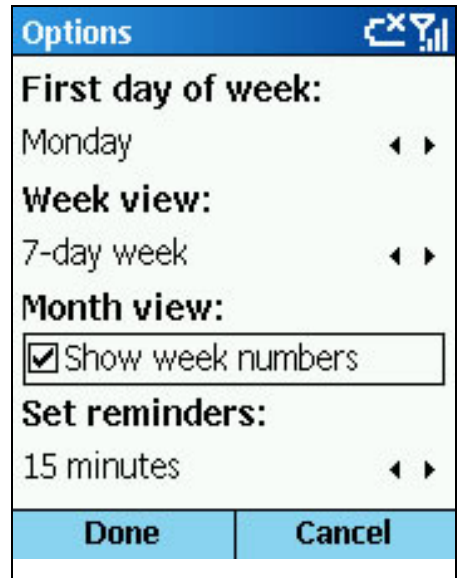 Options
First day of week:
Monday
Week view:
7-day week
Month view:
Show week numbers
Set reminders:
15 minutes
Done Cancel